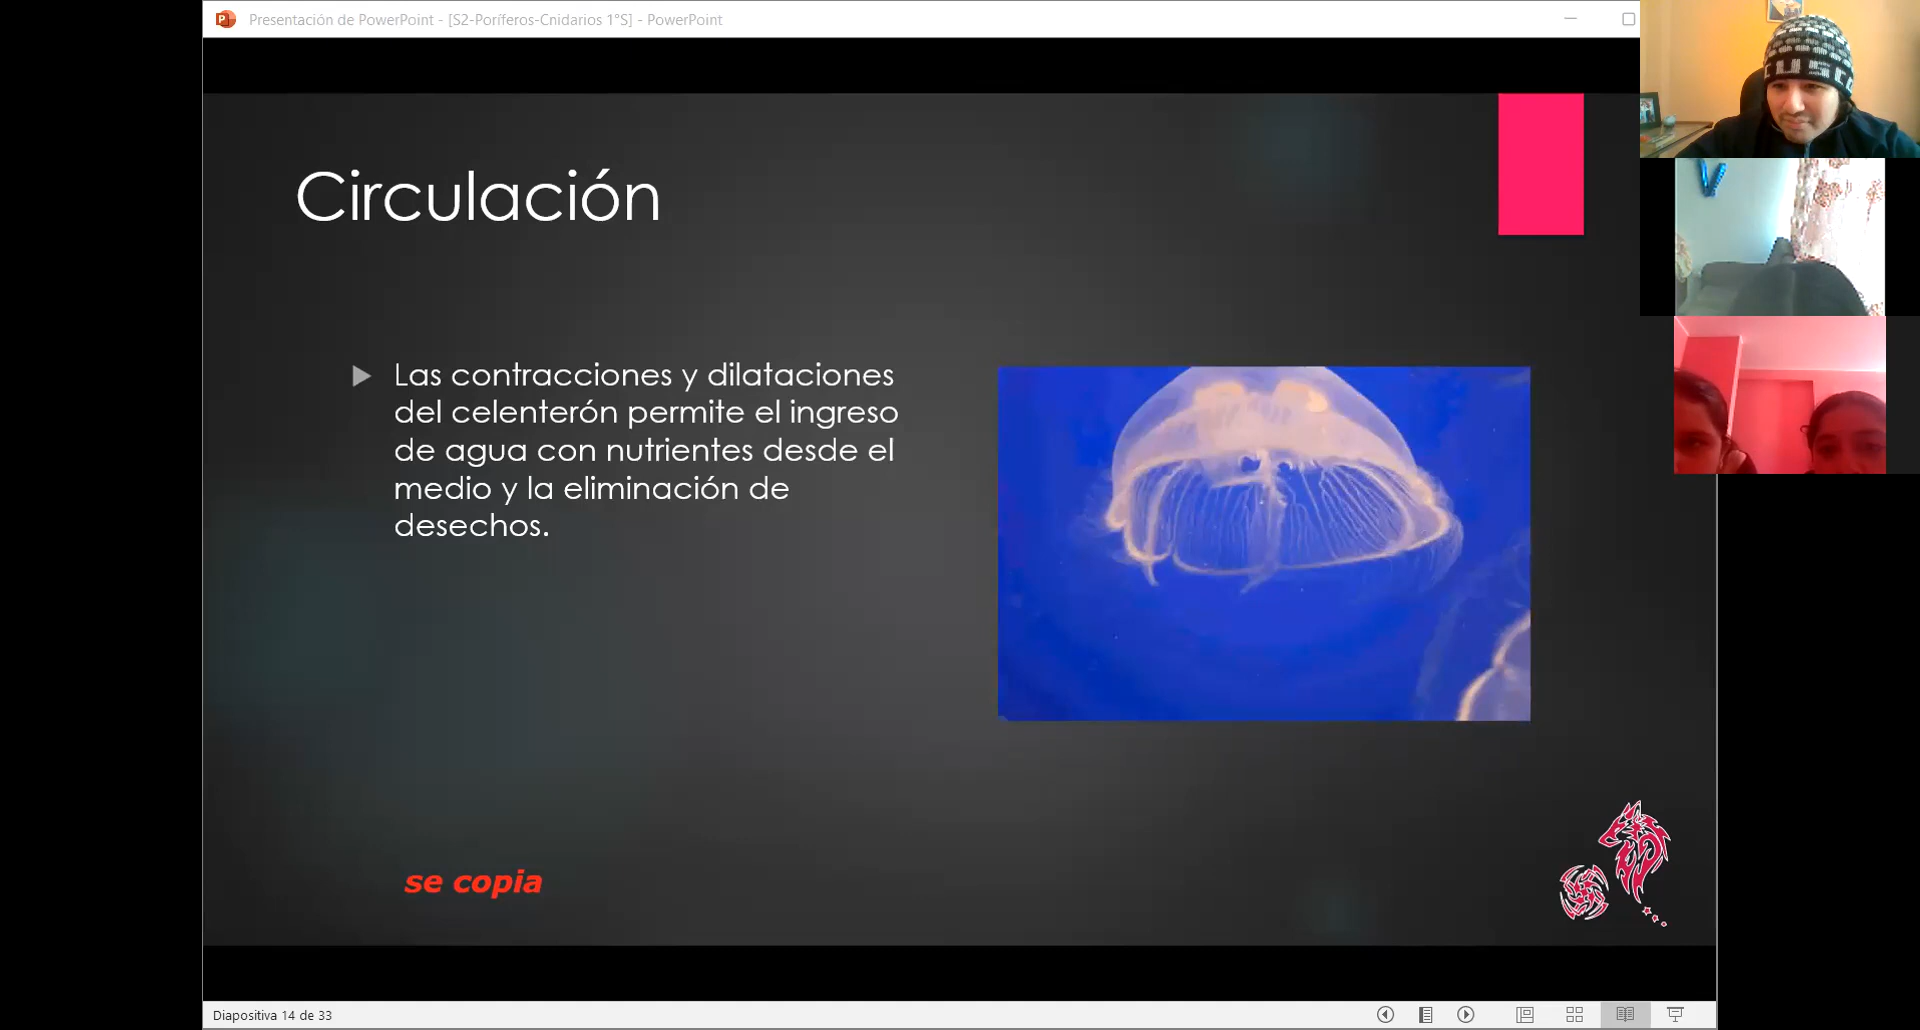 Presentación de PowerPoint - [S2-Poríferos-Cnidarios 1°S] - PowerPoint
Circulación
Las contracciones y dilataciones
del celenterón permite el ingreso
de agua con nutrientes desde el
medio y la eliminación de
desechos.
se copia
Diapositiva 14 de 33
CUSCO